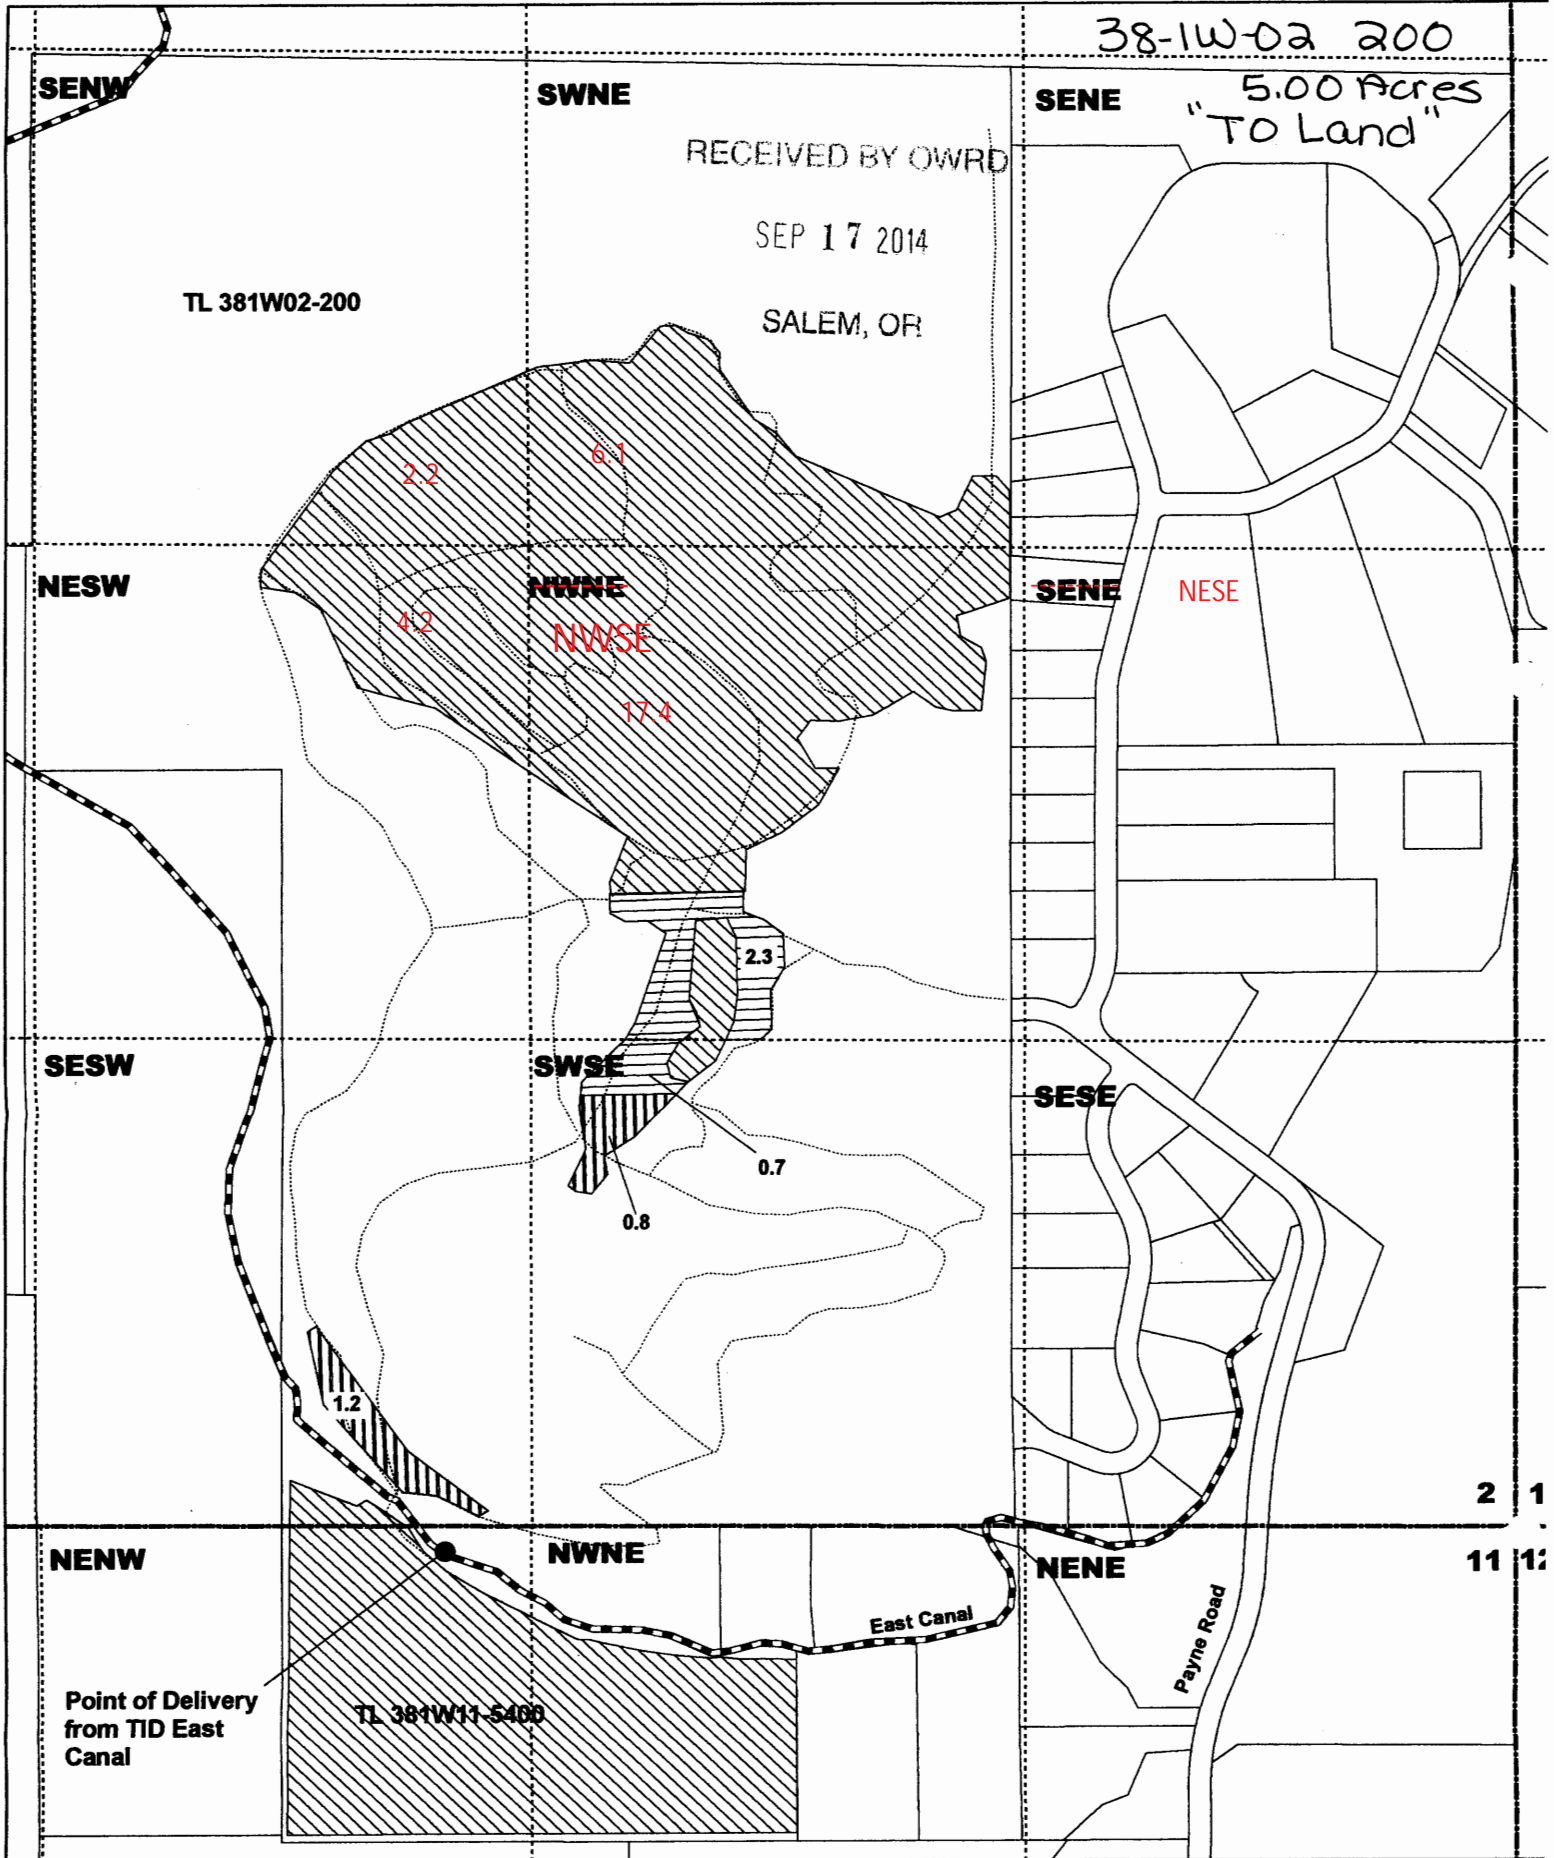 38-1W-02 200
5.00 Acres
"TO Land"
SENW
SWNE
SENE
RECEIVED BY OWRD
SEP 17 2014
SALEM, OR
TL 381W02-200
2.2
6.1
NESW
NWNE
SENE
NESE
4.2
NWSE
17.4
2.3
SESW
SWSE
SESE
0.7
0.8
1.2
2
1
NENW
NWNE
NENE
11
East Canal
Payne Road
Point of Delivery
from TID East
Canal
TL 381W11-5400